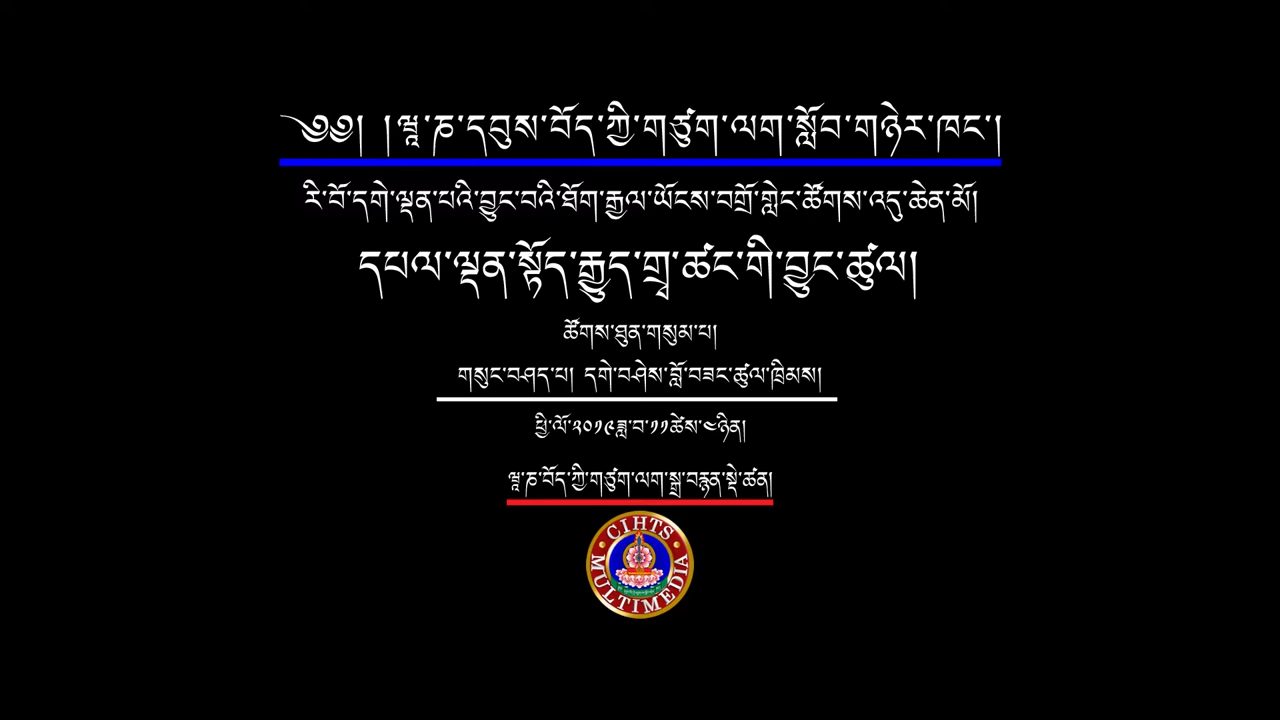 ༄༅། །ཝཱ་ཎ་དབུས་བོད་ཀྱི་གཙུག་ལག་སློབ་གཉེར་ཁང་།
རི་བོ་དགེ་ལྡན་པའི་བྱུང་བའི་ཐོག་རྒྱལ་ཡོངས་བགྲོ་གླེང་ཚོགས་འདུ་ཆེན་མོ།
དཔལ་ལྡན་སྟོད་རྒྱུད་གྲྭ་ཚང་གི་བྱུང་ཚུལ།
ཚོགས་ཐུན་གསུམ་པ།
གསུང་བཤད་པ། དགེ་བཤེས་བློ་བཟང་ཚུལ་ཁྲིམས།
ཕྱི་ལོ་༢༠༡༩ཟླ་བ་༡༡ཚེས་༤ཉིན།
ཝཱ་ཎ་བོད་ཀྱི་གཙུག་ལག་སྒྲ་བརྙན་སྡེ་ཚན།
CIHTS
MULTIMEDIA